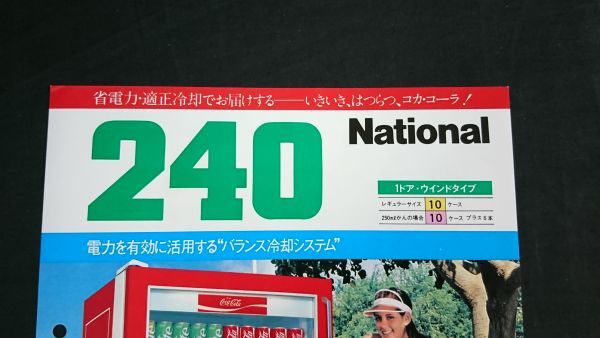 省電力・適正冷却でお届けする――いきいき、はつらつ、コカ・コーラ!
240
National
1ドア・ウインドタイプ
レギュラーサイズ 10 ケース
250mlかんの場合 10 ケース プラス6本
電力を有効に活用する“バランス冷却システム”
Coca-Cola